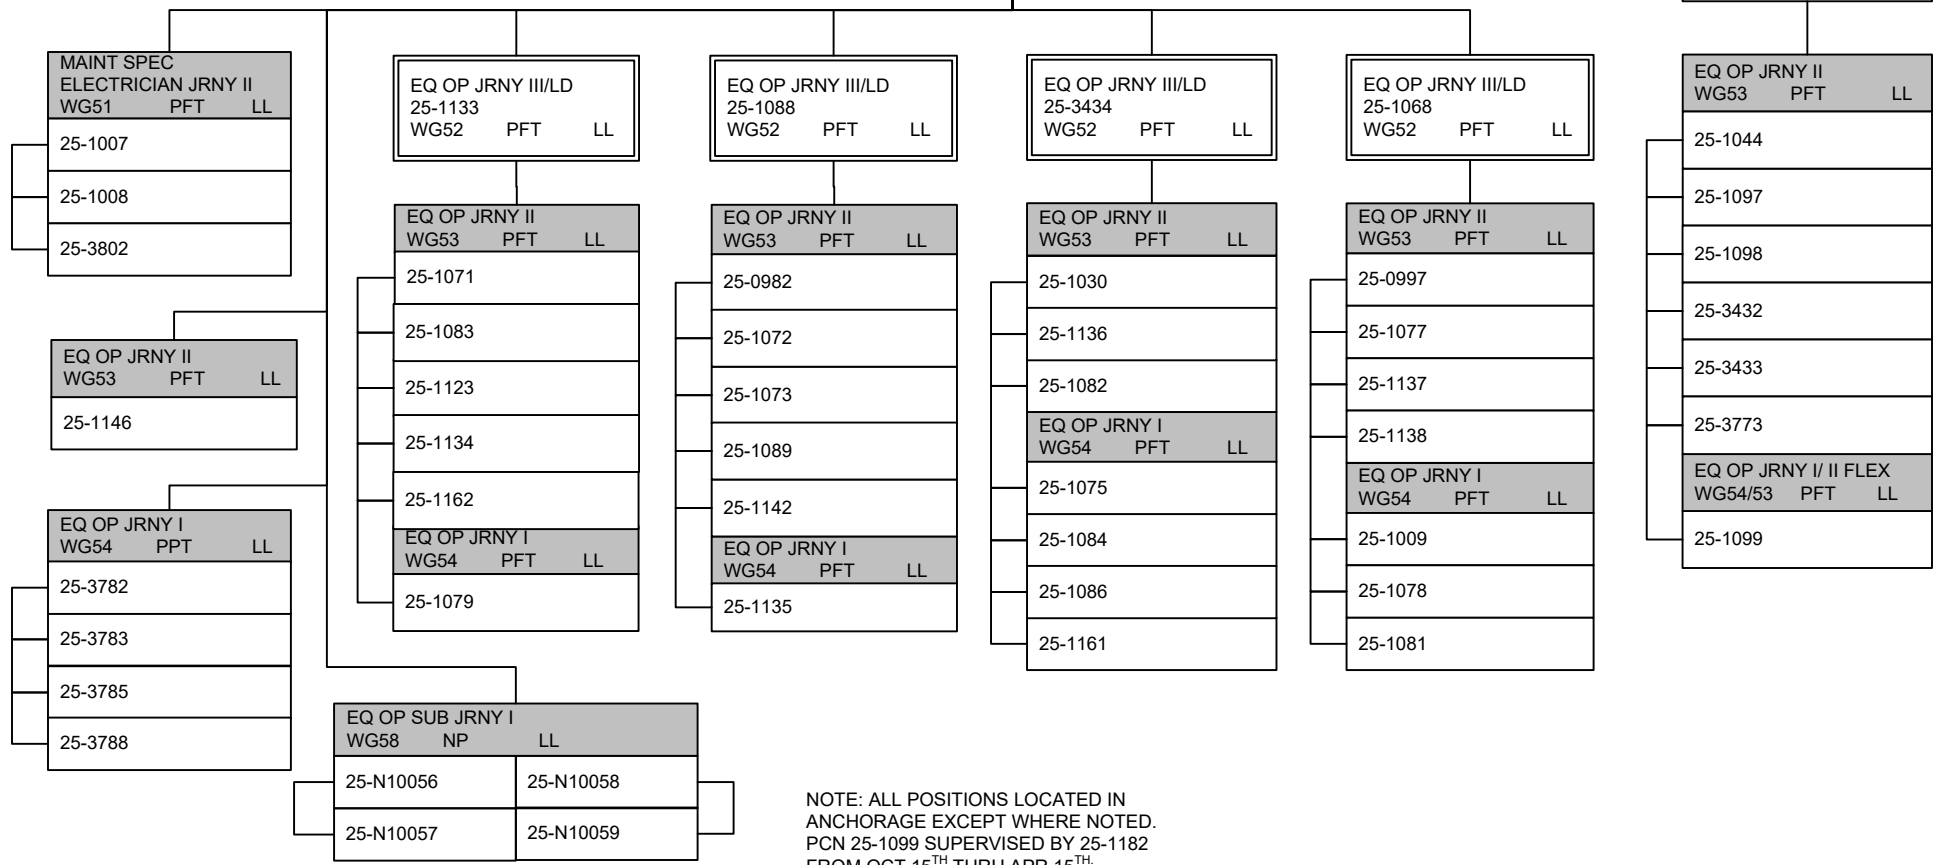 MAINT SPEC
ELECTRICIAN JRNY II
WG51 PFT LL
25-1007
25-1008
25-3802
EQ OP JRNY II
WG53 PFT LL
25-1146
EQ OP JRNY I
WG54 PPT LL
25-3782
25-3783
25-3785
25-3788
EQ OP JRNY III/LD
25-1133
WG52 PFT LL
EQ OP JRNY II
WG53 PFT LL
25-1071
25-1083
25-1123
25-1134
25-1162
EQ OP JRNY I
WG54 PFT LL
25-1079
EQ OP SUB JRNY I
WG58 NP LL
25-N10056 25-N10058
25-N10057 25-N10059
EQ OP JRNY III/LD
25-1088
WG52 PFT LL
EQ OP JRNY II
WG53 PFT LL
25-0982
25-1072
25-1073
25-1089
25-1142
EQ OP JRNY I
WG54 PFT LL
25-1135
EQ OP JRNY III/LD
25-3434
WG52 PFT LL
EQ OP JRNY II
WG53 PFT LL
25-1030
25-1136
25-1082
EQ OP JRNY I
WG54 PFT LL
25-1075
25-1084
25-1086
25-1161
EQ OP JRNY III/LD
25-1068
WG52 PFT LL
EQ OP JRNY II
WG53 PFT LL
25-0997
25-1077
25-1137
25-1138
EQ OP JRNY I
WG54 PFT LL
25-1009
25-1078
25-1081
EQ OP JRNY II
WG53 PFT LL
25-1044
25-1097
25-1098
25-3432
25-3433
25-3773
EQ OP JRNY I/ II FLEX
WG54/53 PFT LL
25-1099
NOTE: ALL POSITIONS LOCATED IN
ANCHORAGE EXCEPT WHERE NOTED.
PCN 25-1099 SUPERVISED BY 25-1182
FROM OCT 15TH THRU APR 15TH.